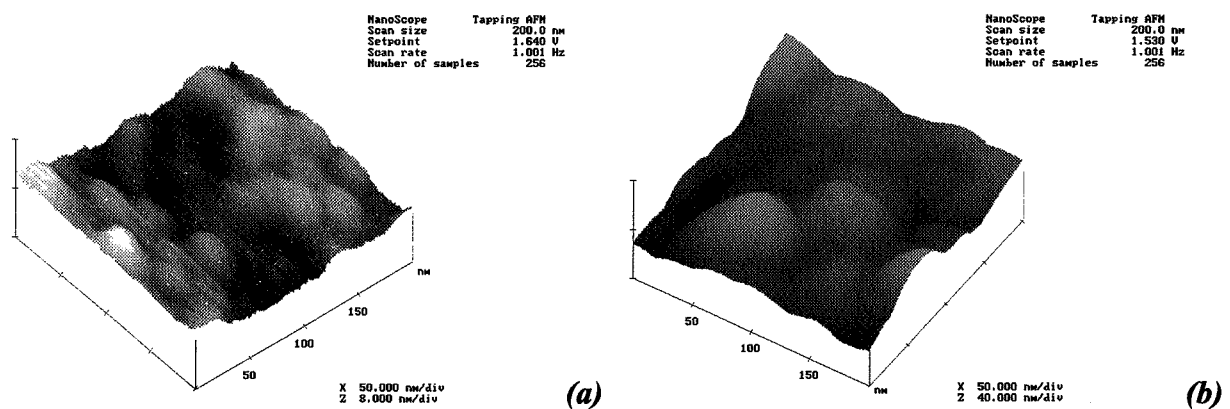 NanoScope Tapping AFM
Scan size 200.0 nm
Setpoint 1.640 V
Scan rate 1.001 Hz
Number of samples 256
50
100
150
nm
X 50.000 nm/div
Z 8.000 nm/div
(a)
NanoScope Tapping AFM
Scan size 200.0 nm
Setpoint 1.530 V
Scan rate 1.001 Hz
Number of samples 256
50
100
150
nm
X 50.000 nm/div
Z 40.000 nm/div
(b)